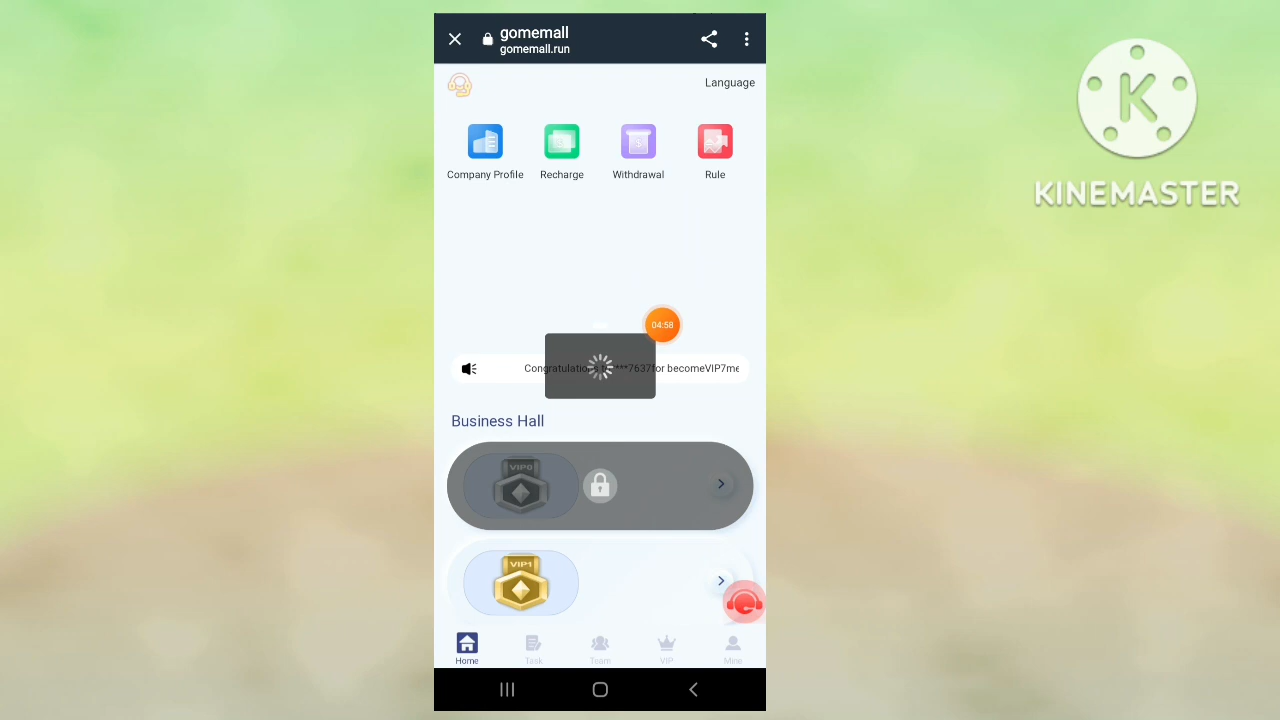 gomemall
gomemall.run
Language
Company Profile
Recharge
Withdrawal
Rule
KINEMASTER
04:58
Congratulations ***7637for becomeVIP7me
Business Hall
VIP0
VIP1
Home
Task
Team
VIP
Mine